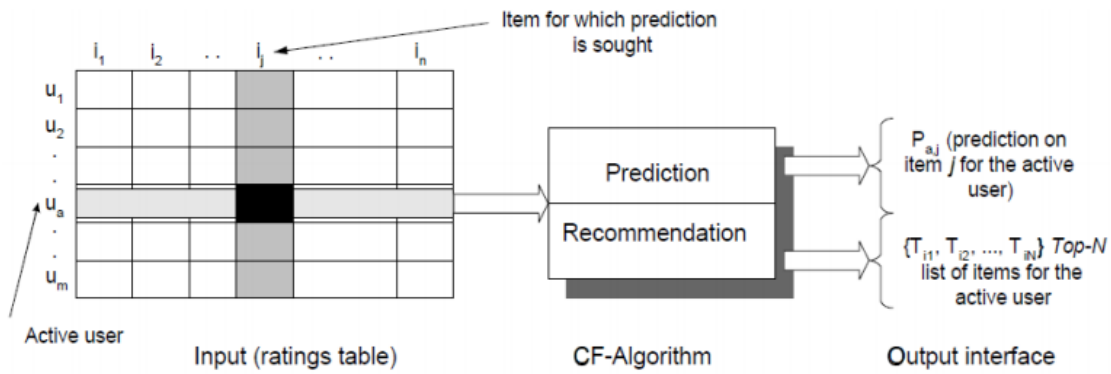 Item for which prediction
is sought
i1 i2 . . ij . . in
u1
u2
.
.
ua
.
.
um
Active user
Input (ratings table)
Prediction
Recommendation
CF-Algorithm
Pa,j (prediction on
item j for the active
user)
{Ti1, Ti2, ..., TiN} Top-N
list of items for the
active user
Output interface